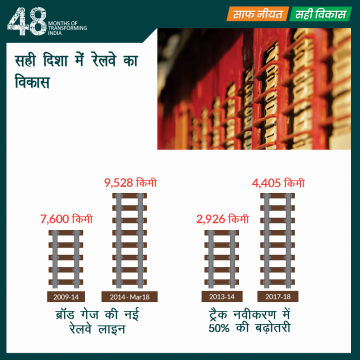 48 MONTHS OF
TRANSFORMING
INDIA
साफ नीयत सही विकास
सही दिशा में रेलवे का
विकास
9,528 किमी
7,600 किमी
2009-14
2014-Mar18
ब्रॉड गेज की नई
रेलवे लाइन
4,405 किमी
2,926 किमी
2013-14
2017-18
ट्रैक नवीकरण में
50% की बढ़ोतरी